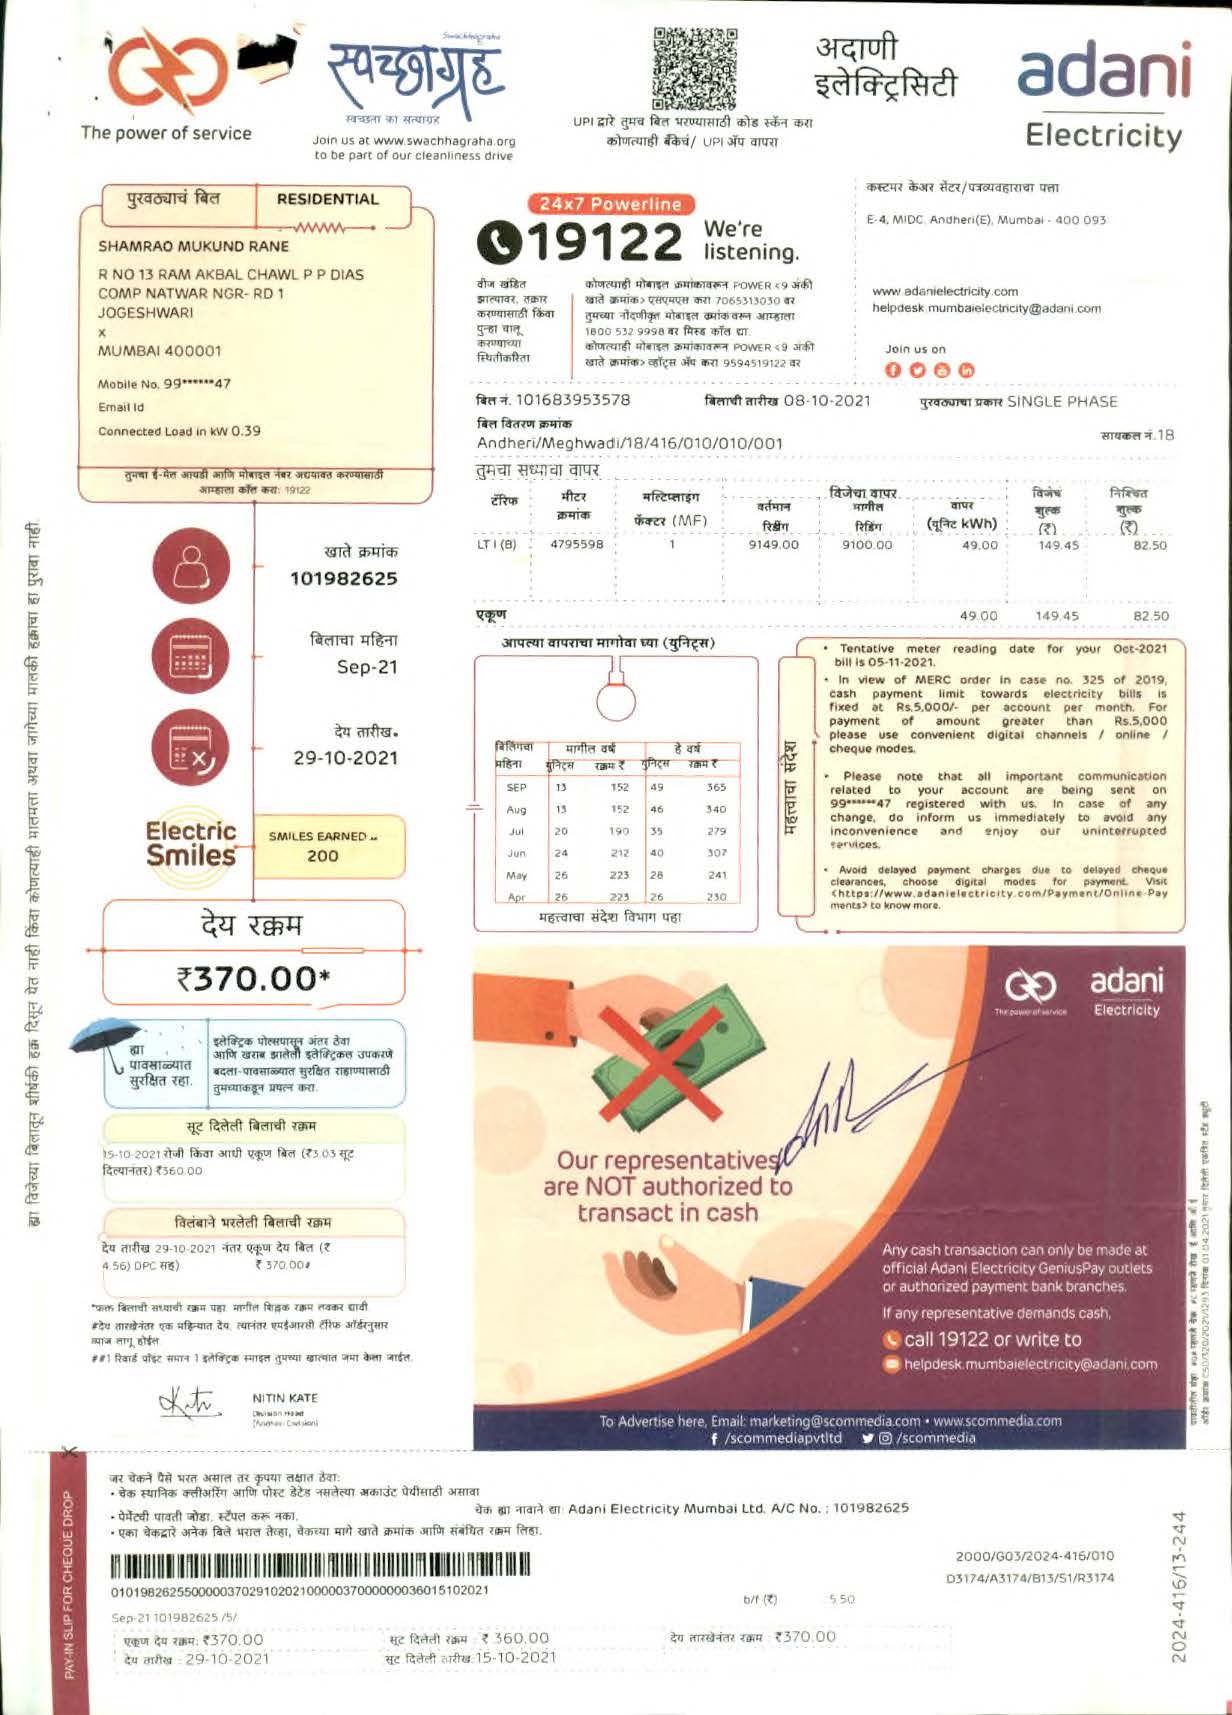 The power of service
Swachhagraha
स्वच्छाग्रह
स्वच्छता का सत्याग्रह
Join us at www.swachhagraha.org
to be part of our cleanliness drive
UPI द्वारे तुमचं बिल भरण्यासाठी कोड स्कॅन करा
कोणत्याही बँकेचं/ UPI अ‍ॅप वापरा
अदाणी
इलेक्ट्रिसिटी
adani
Electricity
पुरवठ्याचं बिल
RESIDENTIAL
SHAMRAO MUKUND RANE
R NO 13 RAM AKBAL CHAWL P P DIAS
COMP NATWAR NGR- RD 1
JOGESHWARI
x
MUMBAI 400001
Mobile No. 99******47
Email Id
Connected Load in kW 0.39
तुमचा ई-मेल आयडी आणि मोबाइल नंबर अद्ययावत करण्यासाठी
आम्हाला कॉल करा: 19122
24x7 Powerline
19122 We're listening.
वीज खंडित
झाल्यावर, तक्रार
करण्यासाठी किंवा
पुन्हा चालू
करण्याच्या
स्थितीकरिता
कोणत्याही मोबाइल क्रमांकावरून POWER <9 अंकी
खाते क्रमांक> एसएमएस करा 7065313030 वर
तुमच्या नोंदणीकृत मोबाइल क्रमांकावरून आम्हाला
1800 532 9998 वर मिस्ड कॉल द्या.
कोणत्याही मोबाइल क्रमांकावरून POWER <9 अंकी
खाते क्रमांक> व्हॉट्स अ‍ॅप करा 9594519122 वर
कस्टमर केअर सेंटर/पत्रव्यवहाराचा पत्ता
E-4, MIDC, Andheri(E), Mumbai - 400 093
www.adanielectricity.com
helpdesk.mumbaielectricity@adani.com
Join us on
बिल नं. 101683953578 बिलाची तारीख 08-10-2021 पुरवठ्याचा प्रकार SINGLE PHASE
बिल वितरण क्रमांक
Andheri/Meghwadi/18/416/010/010/001 सायकल नं.18
तुमचा सध्याचा वापर
टॅरिफ मीटर क्रमांक मल्टिप्लाइंग फॅक्टर (MF) विजेचा वापर वर्तमान रिडिंग मागील रिडिंग वापर (यूनिट kWh) विजेचं शुल्क (₹) निश्चित शुल्क (₹)
LT I (B) 4795598 1 9149.00 9100.00 49.00 149.45 82.50
एकूण 49.00 149.45 82.50
खाते क्रमांक
101982625
बिलाचा महिना
Sep-21
देय तारीख.
29-10-2021
Electric
Smiles
SMILES EARNED
200
देय रक्कम
₹370.00*
आपल्या वापराचा मागोवा घ्या (युनिट्स)
बिलिंगचा महिना मागील वर्ष हे वर्ष
युनिट्स रक्कम ₹ युनिट्स रक्कम ₹
SEP 13 152 49 365
Aug 13 152 46 340
Jul 20 190 35 279
Jun 24 212 40 307
May 26 223 28 241
Apr 26 223 26 230
महत्त्वाचा संदेश विभाग पहा
महत्त्वाचा संदेश
• Tentative meter reading date for your Oct-2021
bill is 05-11-2021.
• In view of MERC order in case no. 325 of 2019,
cash payment limit towards electricity bills is
fixed at Rs.5,000/- per account per month. For
payment of amount greater than Rs.5,000
please use convenient digital channels / online /
cheque modes.
• Please note that all important communication
related to your account are being sent on
99******47 registered with us. In case of any
change, do inform us immediately to avoid any
inconvenience and enjoy our uninterrupted
services.
• Avoid delayed payment charges due to delayed cheque
clearances, choose digital modes for payment. Visit
<https://www.adanielectricity.com/Payment/Online-Pay
ments> to know more.
ह्या
पावसाळ्यात
सुरक्षित रहा.
इलेक्ट्रिक पोल्सपासून अंतर ठेवा
आणि खराब झालेली इलेक्ट्रिकल उपकरणे
बदला-पावसाळ्यात सुरक्षित राहाण्यासाठी
तुमच्याकडून प्रयत्न करा.
सूट दिलेली बिलाची रक्कम
15-10-2021 रोजी किंवा आधी एकूण बिल (₹3.03 सूट
दिल्यानंतर) ₹360.00
विलंबाने भरलेली बिलाची रक्कम
देय तारीख 29-10-2021 नंतर एकूण देय बिल (₹
4.56) DPC सह) ₹ 370.00#
*फक्त बिलाची सध्याची रक्कम पहा. मागील शिल्लक रक्कम लवकर द्यावी.
#देय तारखेनंतर एक महिन्यात देय, त्यानंतर एमईआरसी टॅरिफ ऑर्डरनुसार
व्याज लागू होईल
##1 रिवॉर्ड पॉइंट समान 1 इलेक्ट्रिक स्माइल तुमच्या खात्यात जमा केला जाईल.
NITIN KATE
Division Head
(Andheri Division)
The power of service
adani
Electricity
Our representatives
are NOT authorized to
transact in cash
Any cash transaction can only be made at
official Adani Electricity GeniusPay outlets
or authorized payment bank branches.
If any representative demands cash,
call 19122 or write to
helpdesk.mumbaielectricity@adani.com
To Advertise here, Email: marketing@scommedia.com • www.scommedia.com
/scommediapvtltd /scommedia
ह्या विजेच्या बिलातून शीर्षकी हक्क दिसून येत नाही किंवा कोणत्याही मालमत्ता अथवा जागेच्या मालकी हक्काचा हा पुरावा नाही.
PAY-IN SLIP FOR CHEQUE DROP
जर चेकने पैसे भरत असाल तर कृपया लक्षात ठेवा:
• चेक स्थानिक क्लीअरिंग आणि पोस्ट डेटेड नसलेल्या अकाउंट पेयीसाठी असावा
• पेमेंटची पावती जोडा, स्टॅपल करू नका.
• एका चेकद्वारे अनेक बिले भराल तेव्हा, चेकच्या मागे खाते क्रमांक आणि संबंधित रक्कम लिहा.
चेक ह्या नावाने द्या: Adani Electricity Mumbai Ltd. A/C No. : 101982625
2000/G03/2024-416/010
D3174/A3174/B13/S1/R3174
2024-416/13-244
Sep-21 101982625 /5/
b/f (₹) 5.50
एकूण देय रक्कम: ₹370.00 सूट दिलेली रक्कम : ₹ 360.00 देय तारखेनंतर रक्कम : ₹370.00
देय तारीख : 29-10-2021 सूट दिलेली तारीख: 15-10-2021